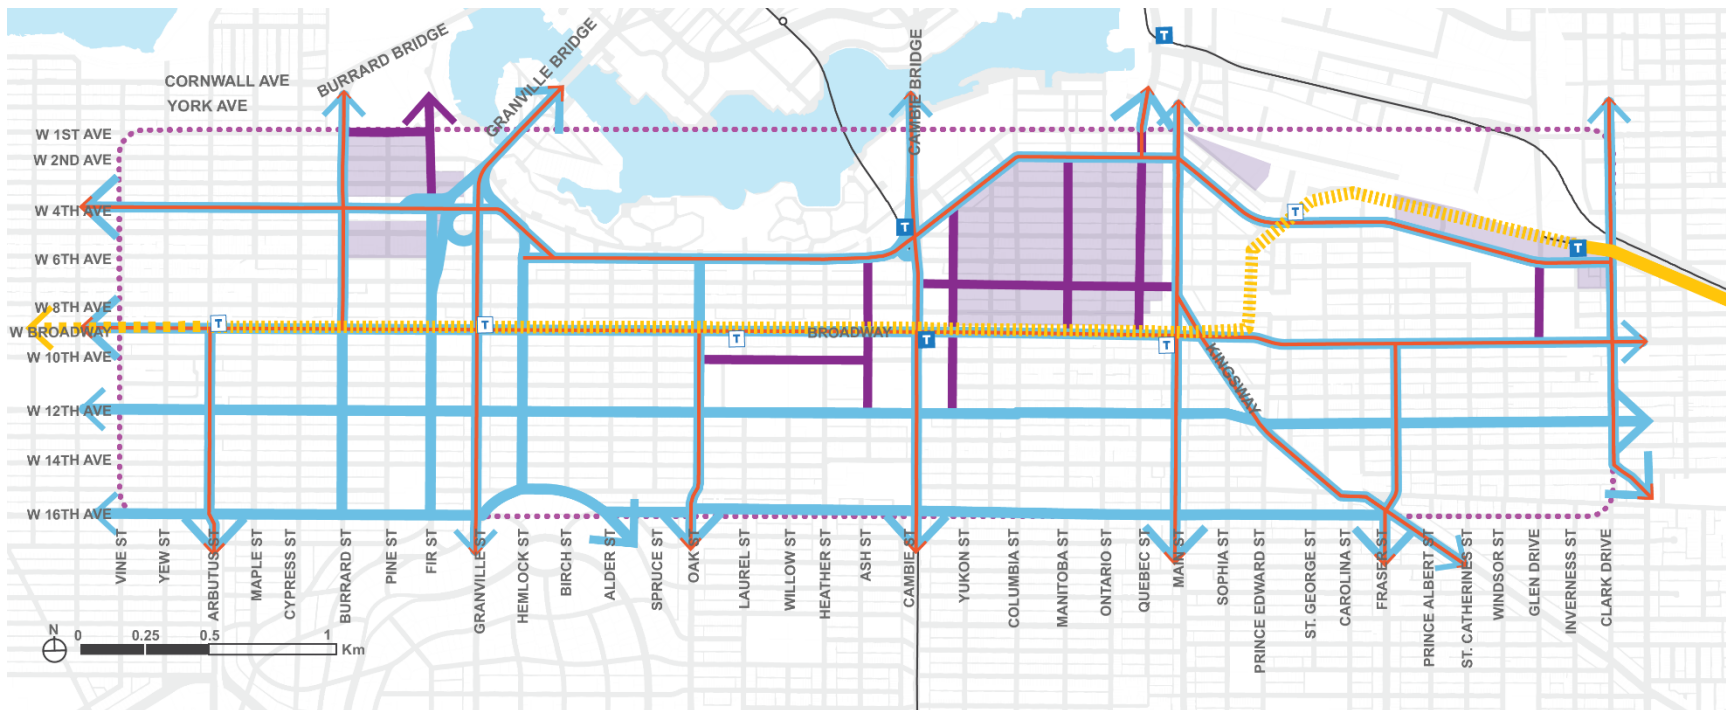 CORNWALL AVE
YORK AVE
W 1ST AVE
W 2ND AVE
W 4TH AVE
W 6TH AVE
W 8TH AVE
W BROADWAY
W 10TH AVE
W 12TH AVE
W 14TH AVE
W 16TH AVE
BURRARD BRIDGE
GRANVILLE BRIDGE
CAMBIE BRIDGE
BROADWAY
KINGSWAY
T
T
T
T
T
T
T
T
T
VINE ST
YEW ST
ARBUTUS ST
MAPLE ST
CYPRESS ST
BURRARD ST
PINE ST
FIR ST
GRANVILLE ST
HEMLOCK ST
BIRCH ST
ALDER ST
SPRUCE ST
OAK ST
LAUREL ST
WILLOW ST
HEATHER ST
ASH ST
CAMBIE ST
YUKON ST
COLUMBIA ST
MANITOBA ST
ONTARIO ST
QUEBEC ST
MAIN ST
SOPHIA ST
PRINCE EDWARD ST
ST. GEORGE ST
CAROLINA ST
FRASER ST
PRINCE ALBERT ST
ST. CATHERINES ST
WINDSOR ST
GLEN DRIVE
INVERNESS ST
CLARK DRIVE
N
0 0.25 0.5 1
Km